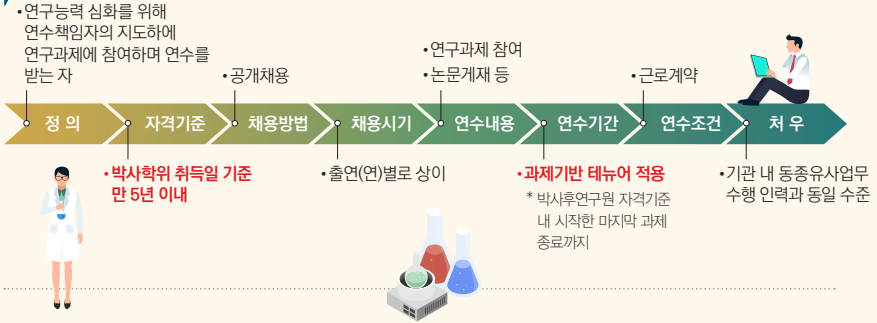 •연구능력 심화를 위해
연수책임자의 지도하에
연구과제에 참여하며 연수를
받는 자
•공개채용
•연구과제 참여
•논문게재 등
•근로계약
정 의
자격기준
채용방법
채용시기
연수내용
연수기간
연수조건
처 우
•박사학위 취득일 기준
만 5년 이내
•출연(연)별로 상이
•과제기반 테뉴어 적용
* 박사후연구원 자격기준
내 시작한 마지막 과제
종료까지
•기관 내 동종유사업무
수행 인력과 동일 수준